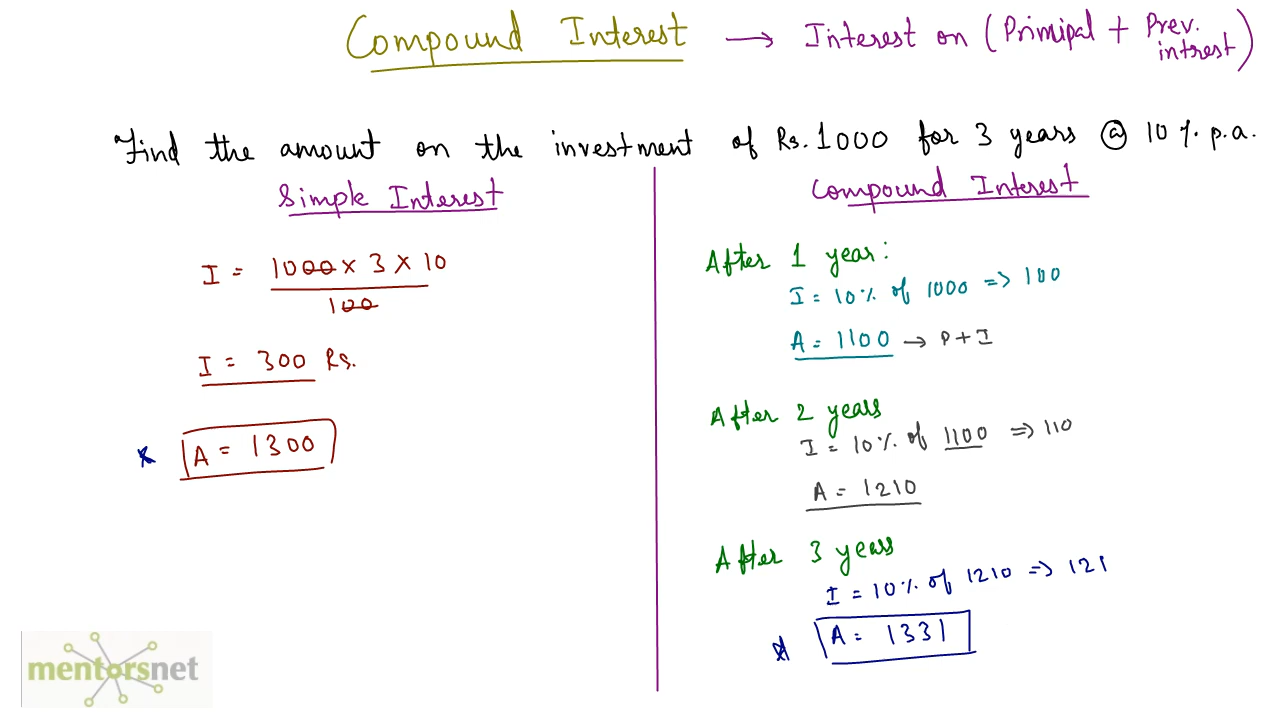 Compound Interest → Interest on (Principal + Prev. intrest)
Find the amount on the investment of Rs. 1000 for 3 years @ 10 % p.a.
Simple Interest
I = 1000 × 3 × 10
100
I = 300 Rs.
A = 1300
Compound Interest
After 1 year:
I = 10% of 1000 => 100
A = 1100 → P + I
After 2 years
I = 10% of 1100 => 110
A = 1210
After 3 years
I = 10% of 1210 => 121
A = 1331
mentorsnet